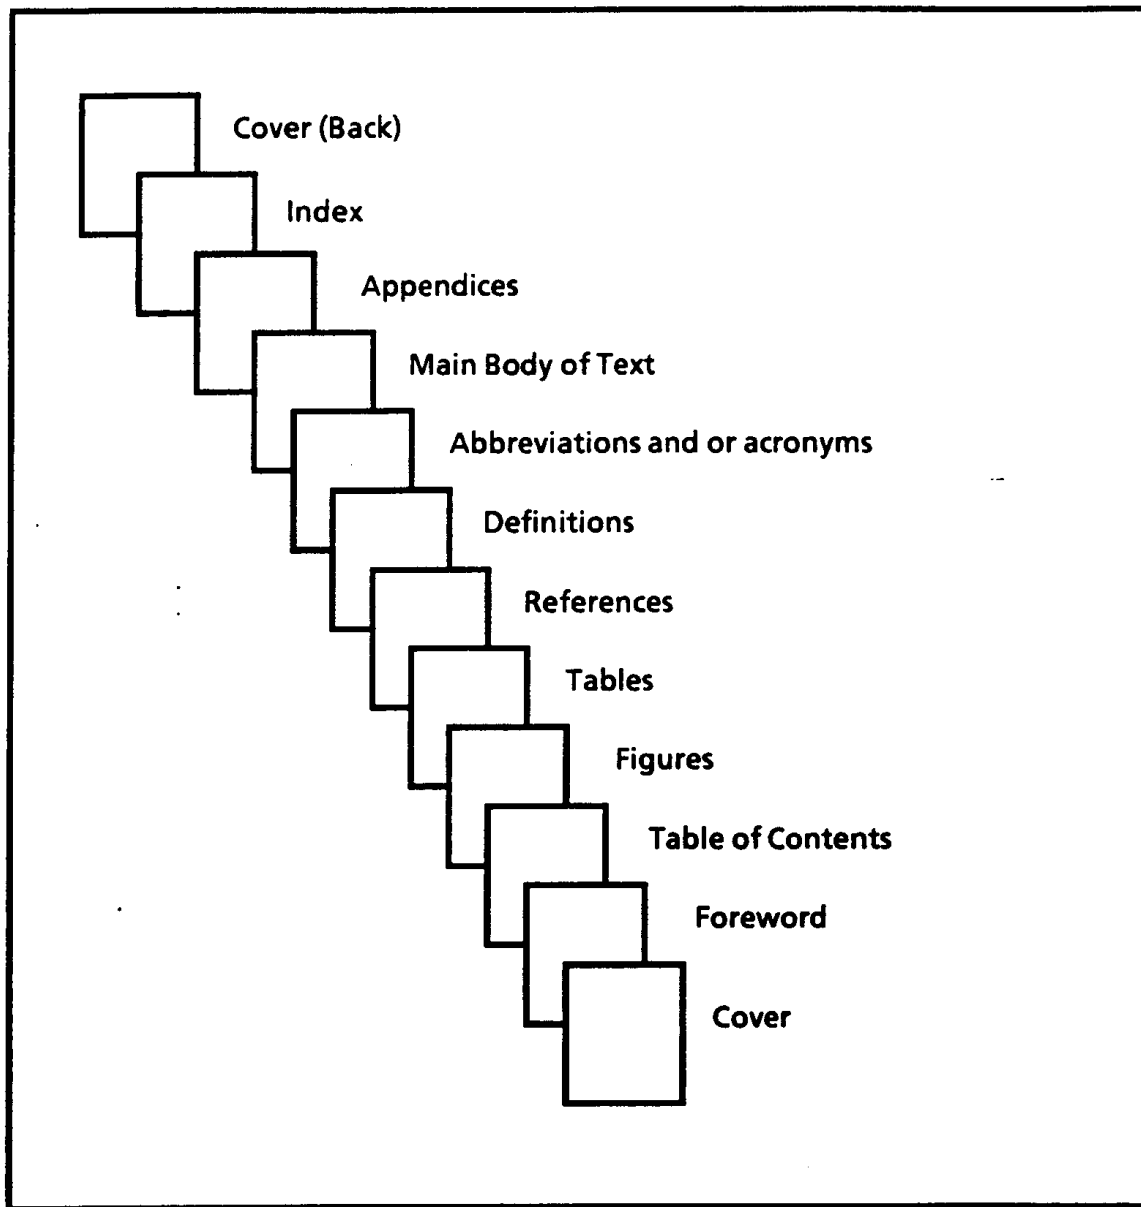 Cover (Back)
Index
Appendices
Main Body of Text
Abbreviations and or acronyms
Definitions
References
Tables
Figures
Table of Contents
Foreword
Cover